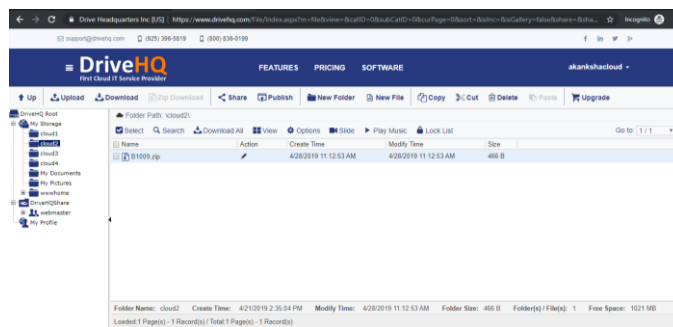 Drive Headquarters Inc [US] | https://www.drivehq.com/File/Index.aspx?m=file&view=&catID=0&subCatID=0&curPage=0&sort=&isInc=&isGallery=false&share=&sha... Incognito
support@drivehq.com (925) 396-5819 (800) 836-0199 f in g+
DriveHQ
First Cloud IT Service Provider
FEATURES PRICING SOFTWARE akankshacloud
Up Upload Download Zip Download Share Publish New Folder New File Copy Cut Delete Paste Upgrade
DriveHQ Root
My Storage
cloud1
cloud2
cloud3
cloud4
My Documents
My Pictures
wwwhome
DriveHQShare
webmaster
My Profile
Folder Path: \cloud2\
Select Search Download All View Options Slide Play Music Lock List Go to: 1 / 1
Name Action Create Time Modify Time Size
B1009.zip 4/28/2019 11:12:53 AM 4/28/2019 11:12:53 AM 466 B
Folder Name: cloud2 Create Time: 4/21/2019 2:35:04 PM Modify Time: 4/28/2019 11:12:53 AM Folder Size: 466 B Folder(s) / File(s): 1 Free Space: 1021 MB
Loaded:1 Page(s) - 1 Record(s) / Total:1 Page(s) - 1 Record(s)